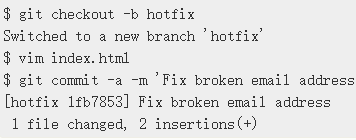 $ git checkout -b hotfix
Switched to a new branch 'hotfix'
$ vim index.html
$ git commit -a -m 'Fix broken email address
[hotfix 1fb7853] Fix broken email address
 1 file changed, 2 insertions(+)